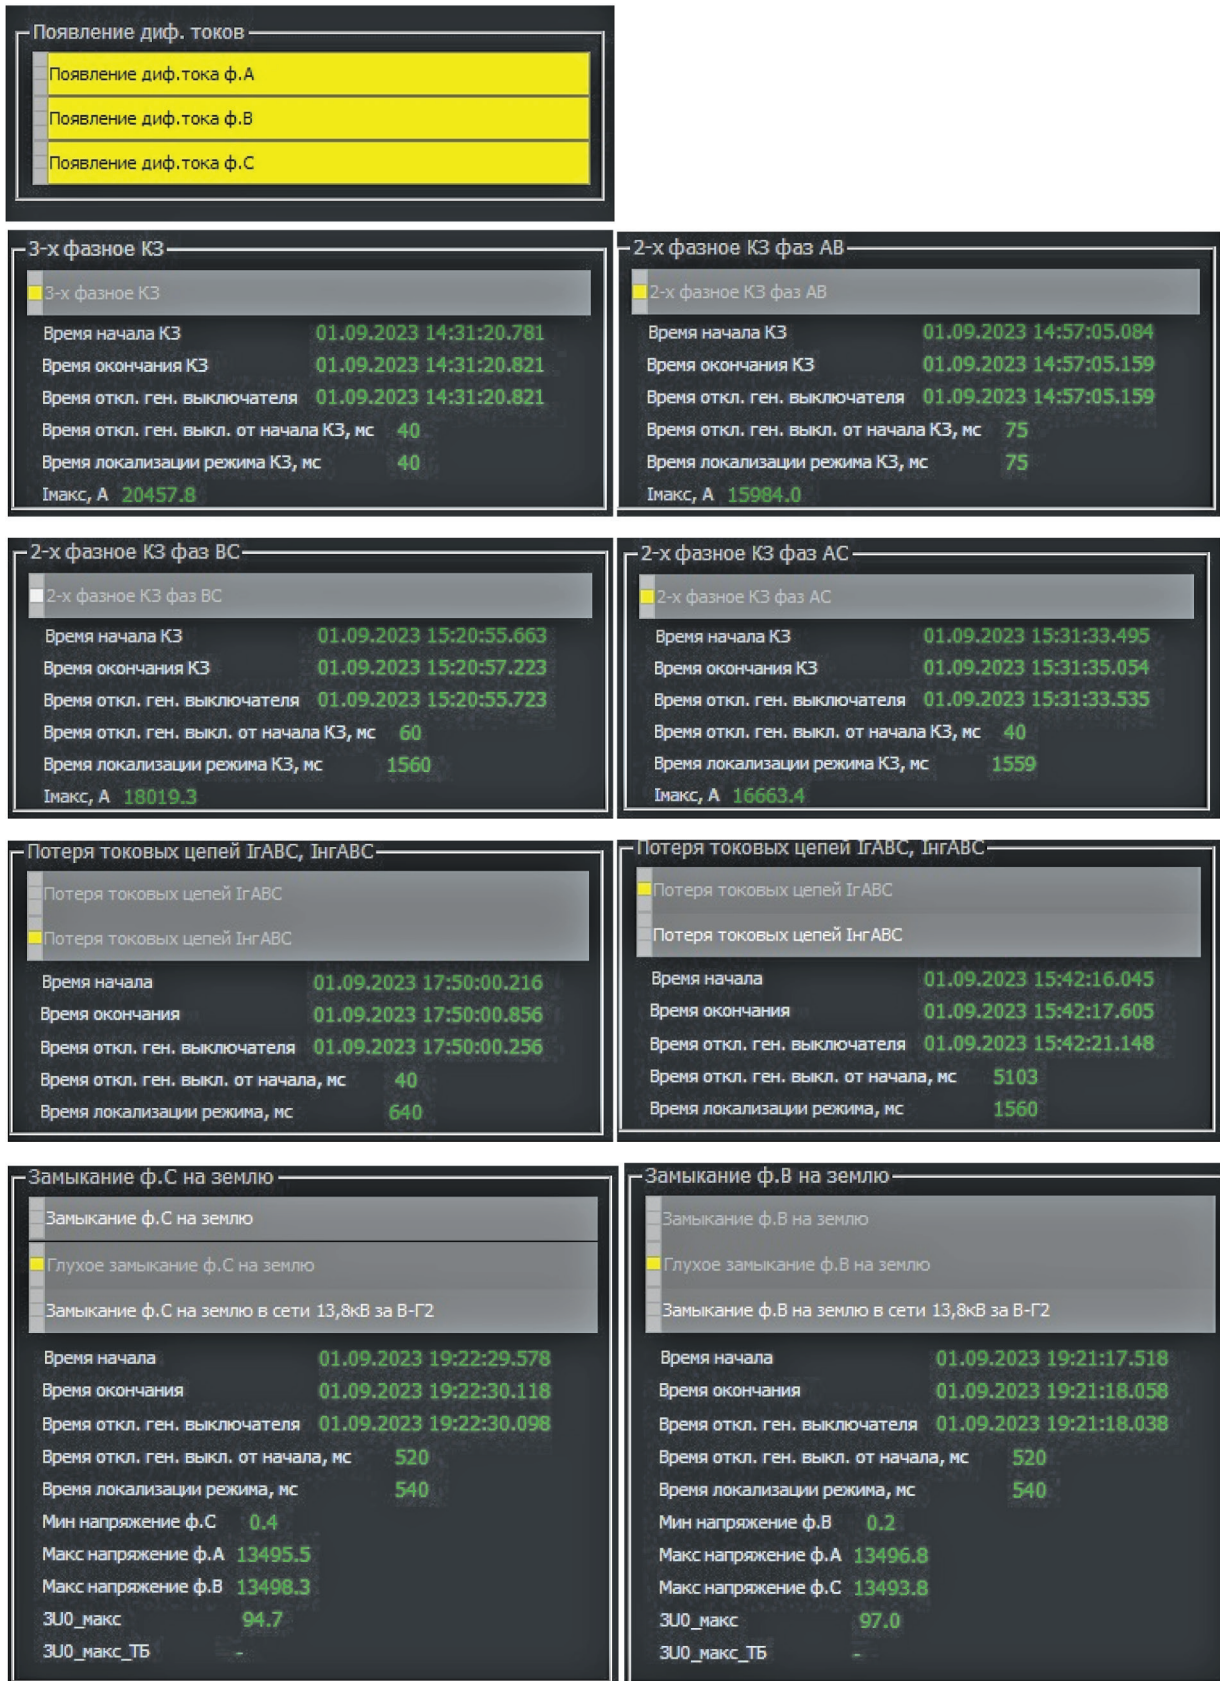 Появление диф. токов
Появление диф.тока ф.А
Появление диф.тока ф.В
Появление диф.тока ф.С
3-х фазное КЗ
3-х фазное КЗ
Время начала КЗ 01.09.2023 14:31:20.781
Время окончания КЗ 01.09.2023 14:31:20.821
Время откл. ген. выключателя 01.09.2023 14:31:20.821
Время откл. ген. выкл. от начала КЗ, мс 40
Время локализации режима КЗ, мс 40
Iмакс, А 20457.8
2-х фазное КЗ фаз АВ
2-х фазное КЗ фаз АВ
Время начала КЗ 01.09.2023 14:57:05.084
Время окончания КЗ 01.09.2023 14:57:05.159
Время откл. ген. выключателя 01.09.2023 14:57:05.159
Время откл. ген. выкл. от начала КЗ, мс 75
Время локализации режима КЗ, мс 75
Iмакс, А 15984.0
2-х фазное КЗ фаз ВС
2-х фазное КЗ фаз ВС
Время начала КЗ 01.09.2023 15:20:55.663
Время окончания КЗ 01.09.2023 15:20:57.223
Время откл. ген. выключателя 01.09.2023 15:20:55.723
Время откл. ген. выкл. от начала КЗ, мс 60
Время локализации режима КЗ, мс 1560
Iмакс, А 18019.3
2-х фазное КЗ фаз АС
2-х фазное КЗ фаз АС
Время начала КЗ 01.09.2023 15:31:33.495
Время окончания КЗ 01.09.2023 15:31:35.054
Время откл. ген. выключателя 01.09.2023 15:31:33.535
Время откл. ген. выкл. от начала КЗ, мс 40
Время локализации режима КЗ, мс 1559
Iмакс, А 16663.4
Потеря токовых цепей IгАВС, IнгАВС
Потеря токовых цепей IгАВС
Потеря токовых цепей IнгАВС
Время начала 01.09.2023 17:50:00.216
Время окончания 01.09.2023 17:50:00.856
Время откл. ген. выключателя 01.09.2023 17:50:00.256
Время откл. ген. выкл. от начала, мс 40
Время локализации режима, мс 640
Потеря токовых цепей IгАВС, IнгАВС
Потеря токовых цепей IгАВС
Потеря токовых цепей IнгАВС
Время начала 01.09.2023 15:42:16.045
Время окончания 01.09.2023 15:42:17.605
Время откл. ген. выключателя 01.09.2023 15:42:21.148
Время откл. ген. выкл. от начала, мс 5103
Время локализации режима, мс 1560
Замыкание ф.С на землю
Замыкание ф.С на землю
Глухое замыкание ф.С на землю
Замыкание ф.С на землю в сети 13,8кВ за В-Г2
Время начала 01.09.2023 19:22:29.578
Время окончания 01.09.2023 19:22:30.118
Время откл. ген. выключателя 01.09.2023 19:22:30.098
Время откл. ген. выкл. от начала, мс 520
Время локализации режима, мс 540
Мин напряжение ф.С 0.4
Макс напряжение ф.А 13495.5
Макс напряжение ф.В 13498.3
3U0_макс 94.7
3U0_макс_ТБ -
Замыкание ф.В на землю
Замыкание ф.В на землю
Глухое замыкание ф.В на землю
Замыкание ф.В на землю в сети 13,8кВ за В-Г2
Время начала 01.09.2023 19:21:17.518
Время окончания 01.09.2023 19:21:18.058
Время откл. ген. выключателя 01.09.2023 19:21:18.038
Время откл. ген. выкл. от начала, мс 520
Время локализации режима, мс 540
Мин напряжение ф.В 0.2
Макс напряжение ф.А 13496.8
Макс напряжение ф.С 13493.8
3U0_макс 97.0
3U0_макс_ТБ -